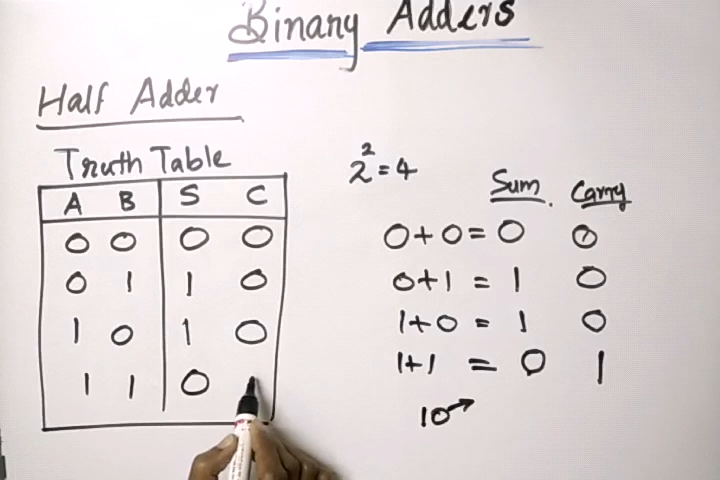 Binary Adders
Half Adder
Truth Table
A B S C
0 0 0 0
0 1 1 0
1 0 1 0
1 1 0
2² = 4
Sum. Carry
0+0= 0 0
0+1 = 1 0
1+0 = 1 0
1+1 = 0 1
10→